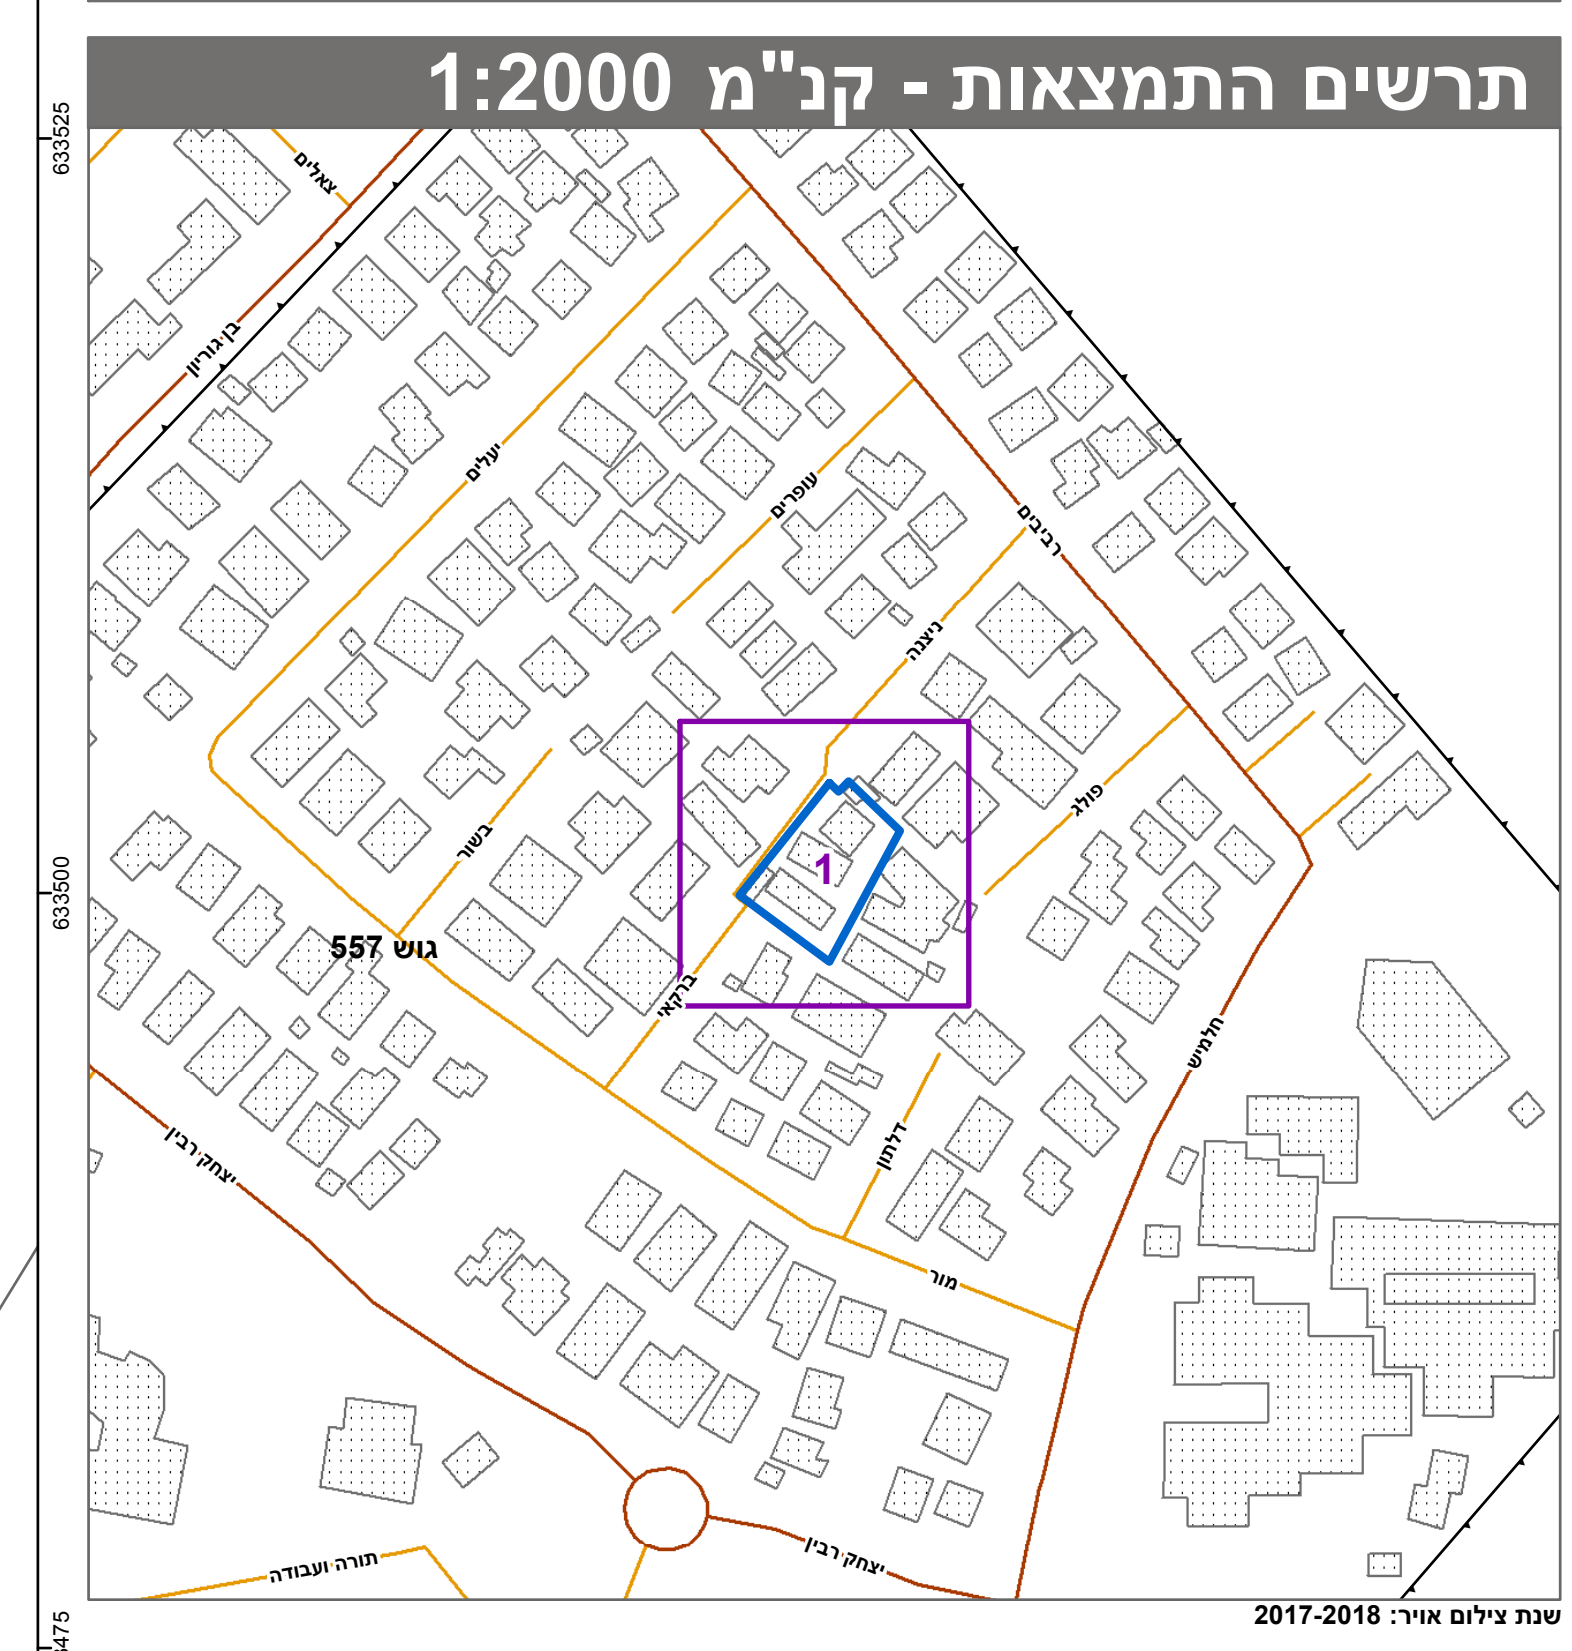 תרשים התמצאות - קנ"מ 1:2000
633525
צאלים
בן גוריון
יעלים
עופרים
רביבים
ניצנה
פולג
בשור
1
633500
גוש 557
ברקאי
חלמיש
דלתון
יצחק רבין
מור
יצחק רבין
תורה ועבודה
שנת צילום אויר: 2017-2018